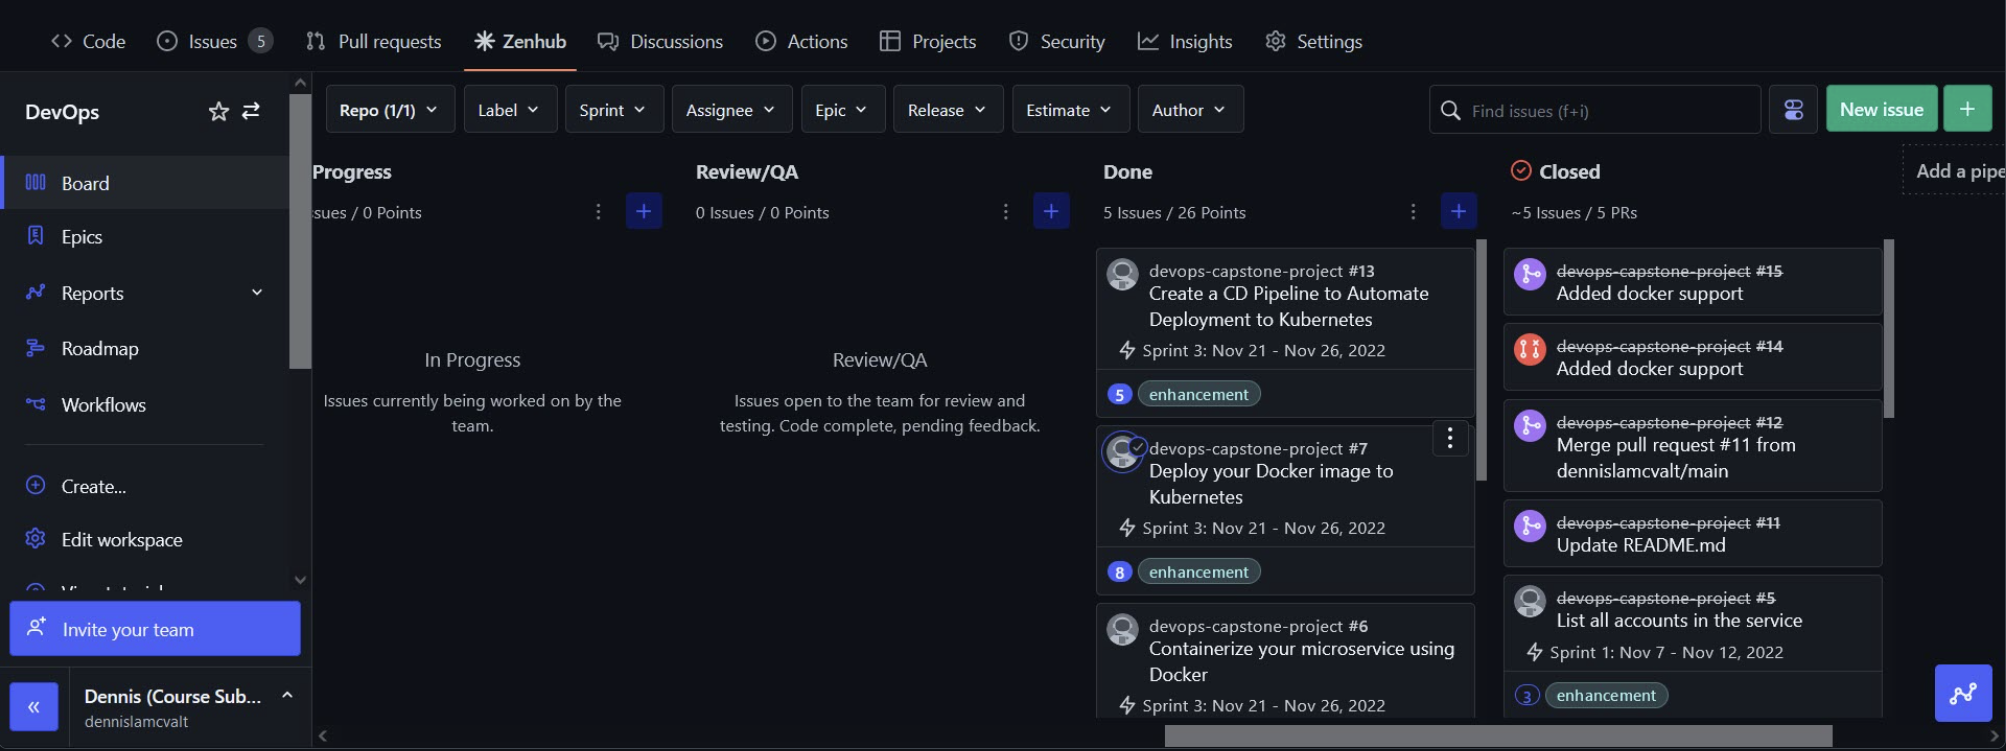 Code
Issues 5
Pull requests
Zenhub
Discussions
Actions
Projects
Security
Insights
Settings
DevOps
Board
Epics
Reports
Roadmap
Workflows
Create...
Edit workspace
Invite your team
Dennis (Course Sub...
dennislamcvalt
Repo (1/1)
Label
Sprint
Assignee
Epic
Release
Estimate
Author
Find issues (f+i)
New issue
+
Progress
sues / 0 Points
+
In Progress
Issues currently being worked on by the
team.
Review/QA
0 Issues / 0 Points
+
Review/QA
Issues open to the team for review and
testing. Code complete, pending feedback.
Done
5 Issues / 26 Points
+
devops-capstone-project #13
Create a CD Pipeline to Automate
Deployment to Kubernetes
Sprint 3: Nov 21 - Nov 26, 2022
5 enhancement
devops-capstone-project #7
Deploy your Docker image to
Kubernetes
Sprint 3: Nov 21 - Nov 26, 2022
8 enhancement
devops-capstone-project #6
Containerize your microservice using
Docker
Sprint 3: Nov 21 - Nov 26, 2022
Closed
~5 Issues / 5 PRs
devops-capstone-project #15
Added docker support
devops-capstone-project #14
Added docker support
devops-capstone-project #12
Merge pull request #11 from
dennislamcvalt/main
devops-capstone-project #11
Update README.md
devops-capstone-project #5
List all accounts in the service
Sprint 1: Nov 7 - Nov 12, 2022
3 enhancement
Add a pipe